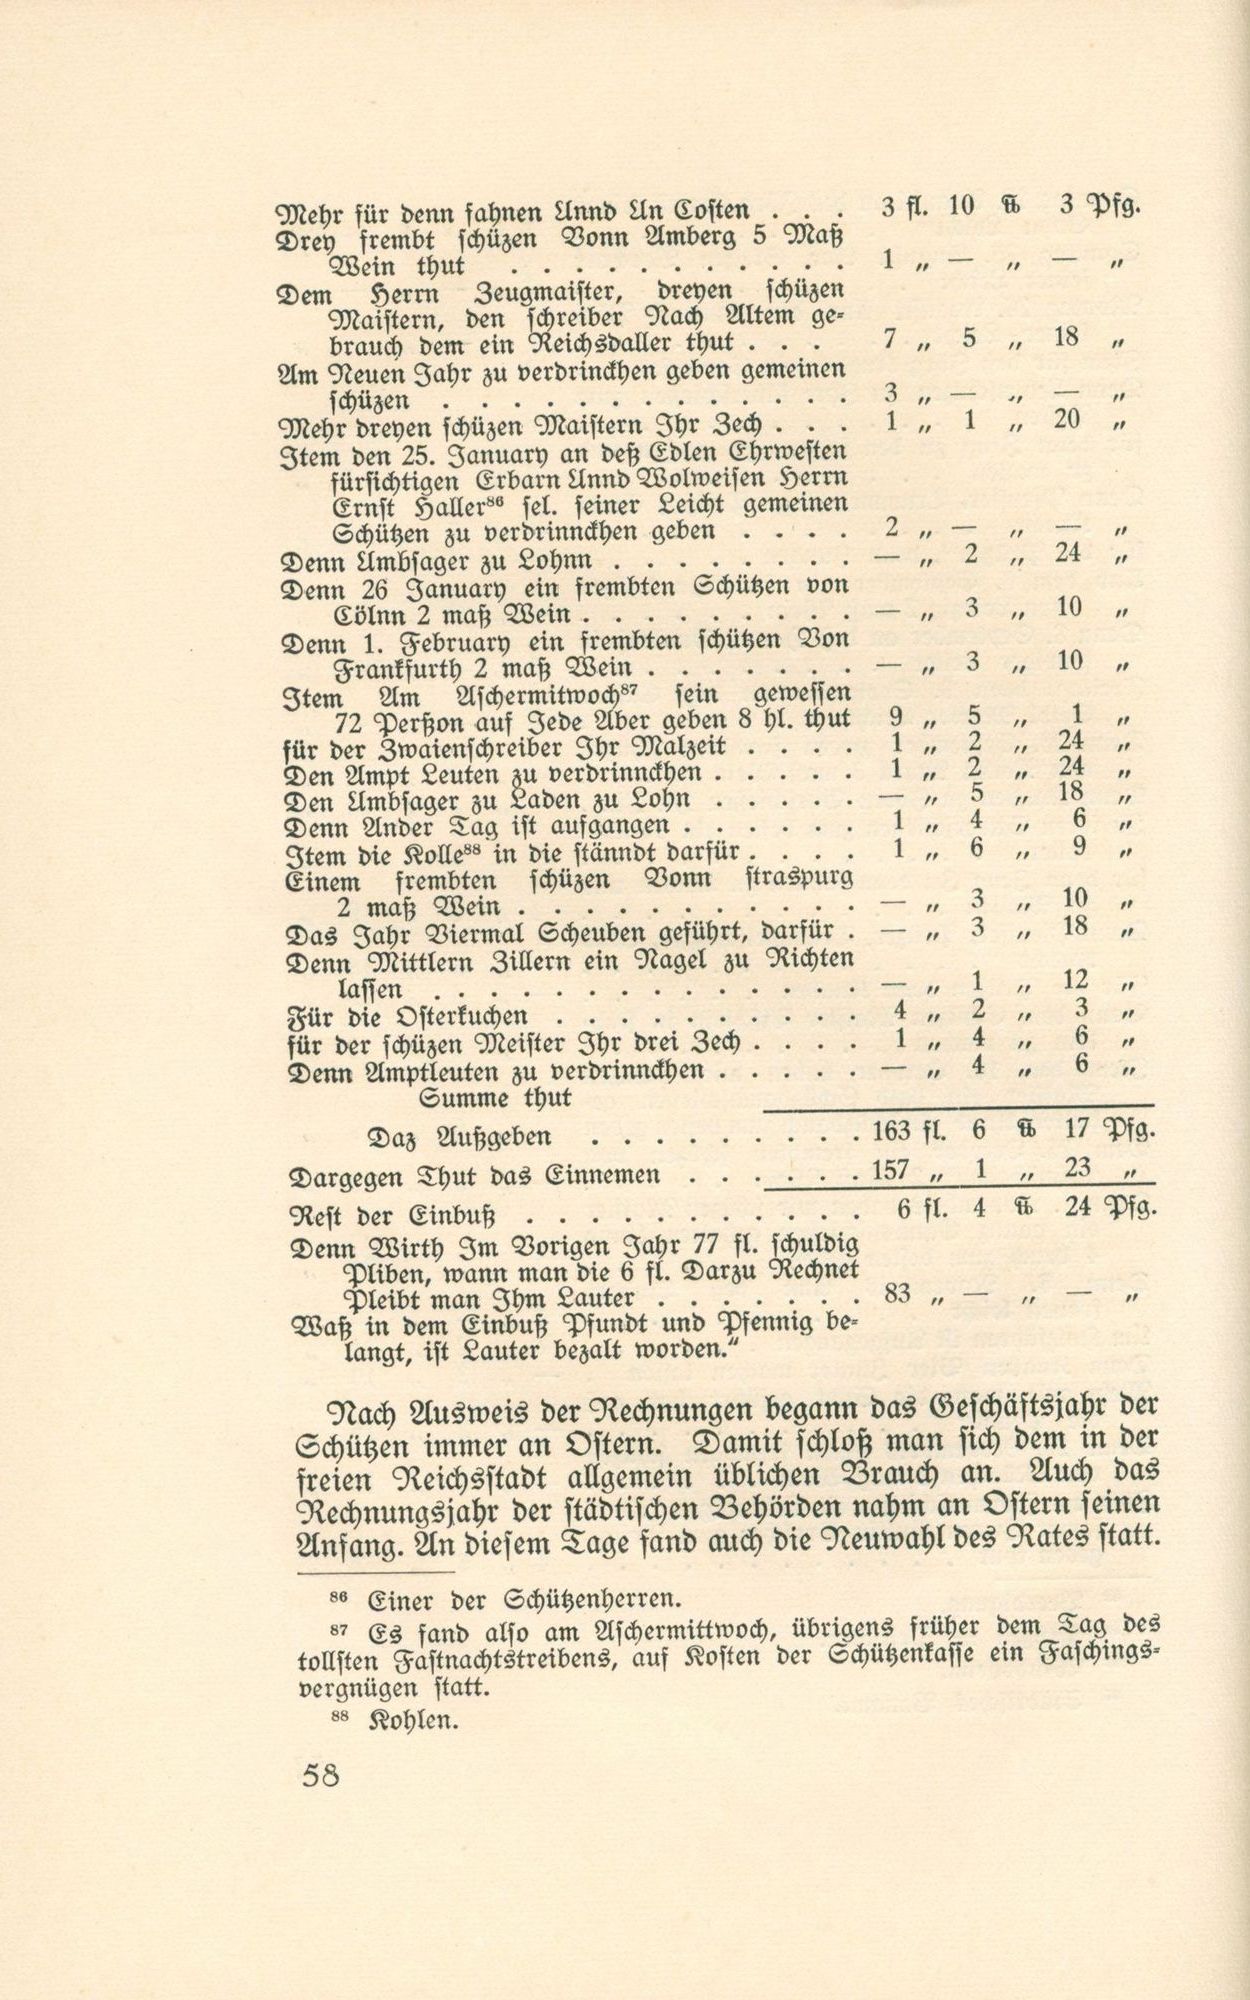 Mehr für denn fahnen Unnd Un Costen . . . 3 fl. 10 ℔ 3 Pfg.
Drey frembt schüzen Vonn Amberg 5 Maß
Wein thut . . . . . . . . . . . 1 „ — „ — „
Dem Herrn Zeugmaister, dreyen schüzen
Maistern, den schreiber Nach Altem ge-
brauch dem ein Reichsdaller thut . . . 7 „ 5 „ 18 „
Am Neuen Jahr zu verdrinckhen geben gemeinen
schüzen . . . . . . . . . . . . . 3 „ — „ — „
Mehr dreyen schüzen Maistern Ihr Zech . . . 1 „ 1 „ 20 „
Item den 25. January an deß Edlen Ehrwesten
fürsichtigen Erbarn Unnd Wolweisen Herrn
Ernst Haller⁸⁶ sel. seiner Leicht gemeinen
Schützen zu verdrinnckhen geben . . . . 2 „ — „ — „
Denn Umbsager zu Lohnn . . . . . . . . — „ 2 „ 24 „
Denn 26 January ein frembten Schützen von
Cölnn 2 maß Wein . . . . . . . . . — „ 3 „ 10 „
Denn 1. February ein frembten schützen Von
Frankfurth 2 maß Wein . . . . . . . — „ 3 „ 10 „
Item Am Aschermitwoch⁸⁷ sein gewessen
72 Perßon auf Jede Aber geben 8 hl. thut 9 „ 5 „ 1 „
für der Zwaienschreiber Ihr Malzeit . . . . 1 „ 2 „ 24 „
Den Ampt Leuten zu verdrinnckhen . . . . . 1 „ 2 „ 24 „
Den Umbsager zu Laden zu Lohn . . . . . — „ 5 „ 18 „
Denn Ander Tag ist aufgangen . . . . . . 1 „ 4 „ 6 „
Item die Kolle⁸⁸ in die stänndt darfür . . . . 1 „ 6 „ 9 „
Einem frembten schüzen Vonn straspurg
2 maß Wein . . . . . . . . . . . — „ 3 „ 10 „
Das Jahr Viermal Scheuben geführt, darfür . — „ 3 „ 18 „
Denn Mittlern Zillern ein Nagel zu Richten
lassen . . . . . . . . . . . . . . — „ 1 „ 12 „
Für die Osterkuchen . . . . . . . . . . 4 „ 2 „ 3 „
für der schüzen Meister Ihr drei Zech . . . . 1 „ 4 „ 6 „
Denn Amptleuten zu verdrinnckhen . . . . . — „ 4 „ 6 „
Summe thut
Daz Außgeben . . . . . . . . . 163 fl. 6 ℔ 17 Pfg.
Dargegen Thut das Einnemen . . . . . . 157 „ 1 „ 23 „
Rest der Einbuß . . . . . . . . . . . 6 fl. 4 ℔ 24 Pfg.
Denn Wirth Im Vorigen Jahr 77 fl. schuldig
Pliben, wann man die 6 fl. Darzu Rechnet
Pleibt man Ihm Lauter . . . . . . . 83 „ — „ — „
Waß in dem Einbuß Pfundt und Pfennig be-
langt, ist Lauter bezalt worden.“
Nach Ausweis der Rechnungen begann das Geschäftsjahr der
Schützen immer an Ostern. Damit schloß man sich dem in der
freien Reichsstadt allgemein üblichen Brauch an. Auch das
Rechnungsjahr der städtischen Behörden nahm an Ostern seinen
Anfang. An diesem Tage fand auch die Neuwahl des Rates statt.
⁸⁶ Einer der Schützenherren.
⁸⁷ Es fand also am Aschermittwoch, übrigens früher dem Tag des
tollsten Fastnachtstreibens, auf Kosten der Schützenkasse ein Faschings-
vergnügen statt.
⁸⁸ Kohlen.
58